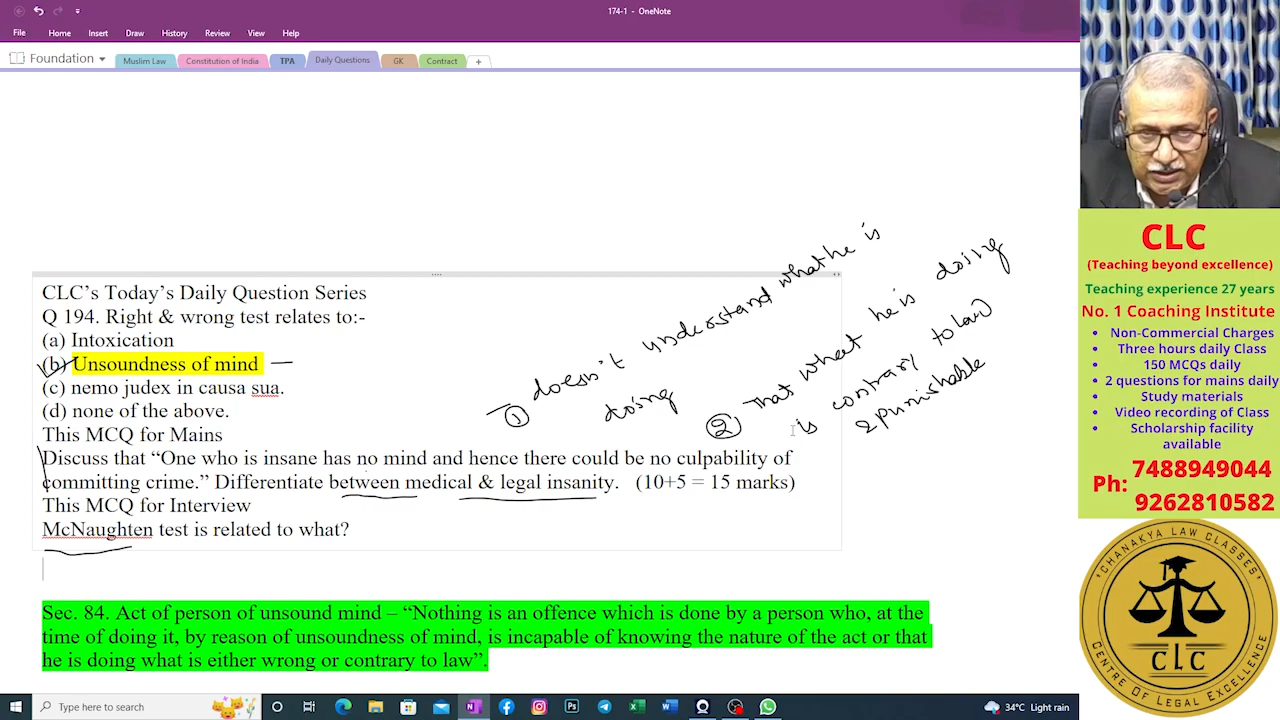 174-1 - OneNote
File Home Insert Draw History Review View Help
Foundation Muslim Law Constitution of India TPA Daily Questions GK Contract +
CLC’s Today’s Daily Question Series
Q 194. Right & wrong test relates to:-
(a) Intoxication
(b) Unsoundness of mind
(c) nemo judex in causa sua.
(d) none of the above.
This MCQ for Mains
Discuss that “One who is insane has no mind and hence there could be no culpability of
committing crime.” Differentiate between medical & legal insanity. (10+5 = 15 marks)
This MCQ for Interview
McNaughten test is related to what?
① doesn't understand what he is
doing
② That what he is doing
is contrary to law
& punishable
Sec. 84. Act of person of unsound mind – “Nothing is an offence which is done by a person who, at the
time of doing it, by reason of unsoundness of mind, is incapable of knowing the nature of the act or that
he is doing what is either wrong or contrary to law”.
CLC
(Teaching beyond excellence)
Teaching experience 27 years
No. 1 Coaching Institute
• Non-Commercial Charges
• Three hours daily Class
• 150 MCQs daily
• 2 questions for mains daily
• Study materials
• Video recording of Class
• Scholarship facility
available
Ph: 7488949044
9262810582
"CHANAKYA LAW CLASSES"
CLC
CENTRE OF LEGAL EXCELLENCE
Type here to search
34°C Light rain